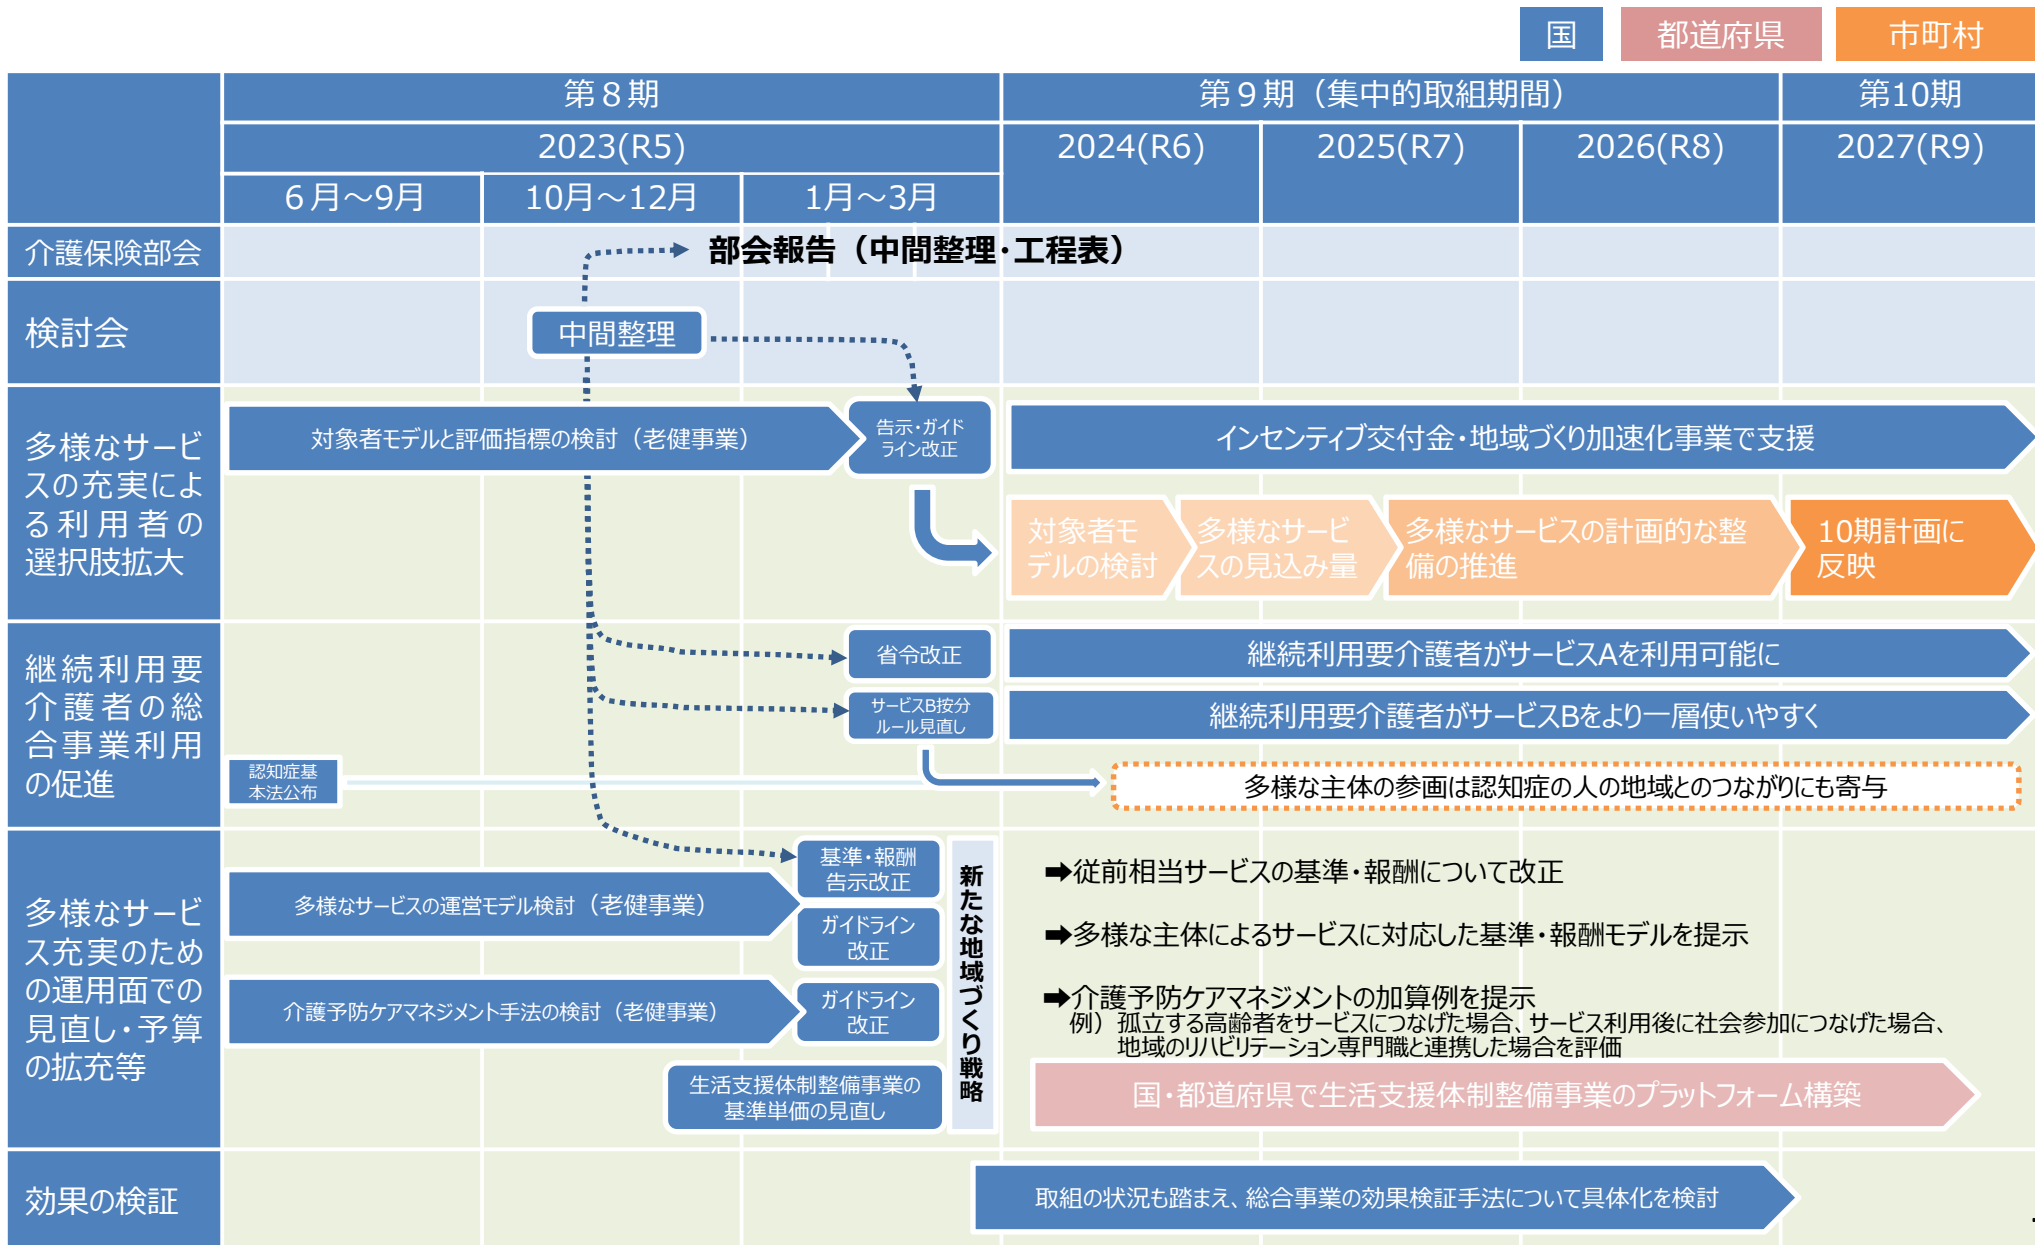 国
都道府県
市町村
第８期
第９期（集中的取組期間）
第10期
2023(R5)
2024(R6)
2025(R7)
2026(R8)
2027(R9)
６月～9月
10月～12月
1月～3月
介護保険部会
部会報告（中間整理・工程表）
検討会
中間整理
多様なサービ
スの充実によ
る利用者の
選択肢拡大
対象者モデルと評価指標の検討（老健事業）
告示・ガイド
ライン改正
インセンティブ交付金・地域づくり加速化事業で支援
対象者モ
デルの検討
多様なサービ
スの見込み量
多様なサービスの計画的な整
備の推進
10期計画に
反映
継続利用要
介護者の総
合事業利用
の促進
省令改正
継続利用要介護者がサービスAを利用可能に
サービスB按分
ルール見直し
継続利用要介護者がサービスBをより一層使いやすく
認知症基
本法公布
多様な主体の参画は認知症の人の地域とのつながりにも寄与
多様なサービ
ス充実のため
の運用面での
見直し・予算
の拡充等
多様なサービスの運営モデル検討（老健事業）
基準・報酬
告示改正
ガイドライン
改正
介護予防ケアマネジメント手法の検討（老健事業）
ガイドライン
改正
生活支援体制整備事業の
基準単価の見直し
新たな地域づくり戦略
➡従前相当サービスの基準・報酬について改正
➡多様な主体によるサービスに対応した基準・報酬モデルを提示
➡介護予防ケアマネジメントの加算例を提示
例）孤立する高齢者をサービスにつなげた場合、サービス利用後に社会参加につなげた場合、
地域のリハビリテーション専門職と連携した場合を評価
国・都道府県で生活支援体制整備事業のプラットフォーム構築
効果の検証
取組の状況も踏まえ、総合事業の効果検証手法について具体化を検討